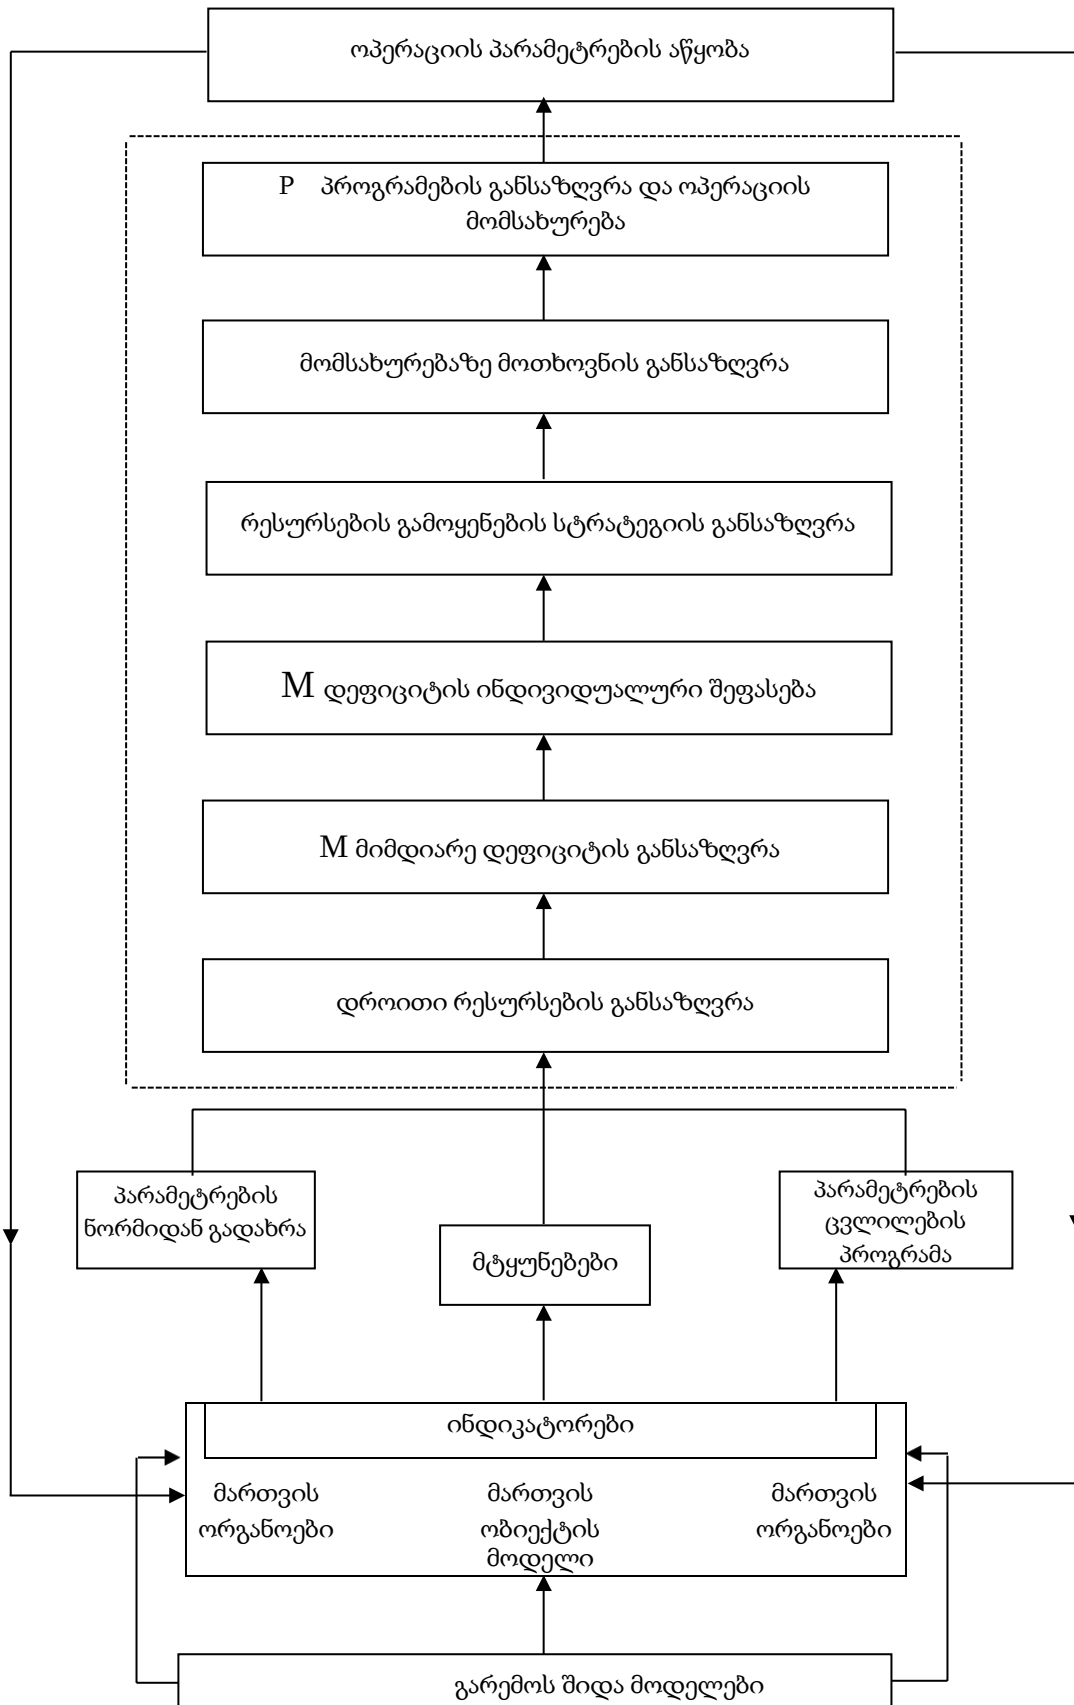 ოპერაციის პარამეტრების აწყობა
P პროგრამების განსაზღვრა და ოპერაციის
მომსახურება
მომსახურებაზე მოთხოვნის განსაზღვრა
რესურსების გამოყენების სტრატეგიის განსაზღვრა
M დეფიციტის ინდივიდუალური შეფასება
M მიმდიარე დეფიციტის განსაზღვრა
დროითი რესურსების განსაზღვრა
პარამეტრების
ნორმიდან გადახრა
მტყუნებები
პარამეტრების
ცვლილების
პროგრამა
ინდიკატორები
მართვის
ორგანოები
მართვის
ობიექტის
მოდელი
მართვის
ორგანოები
გარემოს შიდა მოდელები